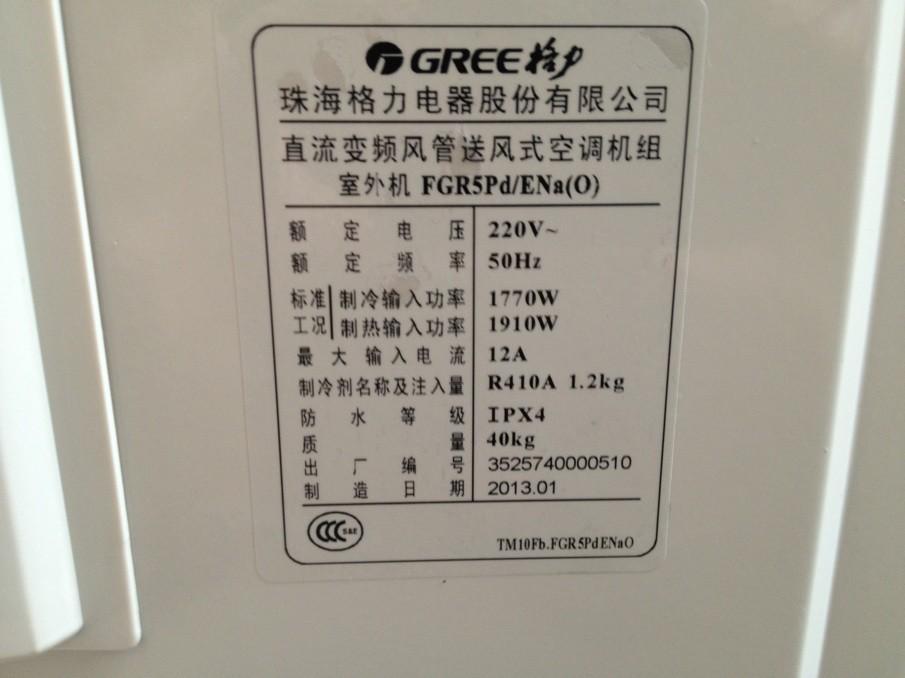 GREE格力
珠海格力电器股份有限公司
直流变频风管送风式空调机组
室外机 FGR5Pd/ENa(O)
额定电压 220V~
额定频率 50Hz
标准工况 制冷输入功率 1770W
制热输入功率 1910W
最大输入电流 12A
制冷剂名称及注入量 R410A 1.2kg
防水等级 IPX4
质量 40kg
出厂编号 3525740000510
制造日期 2013.01
CCC S&E
TM10Fb.FGR5PdENaO